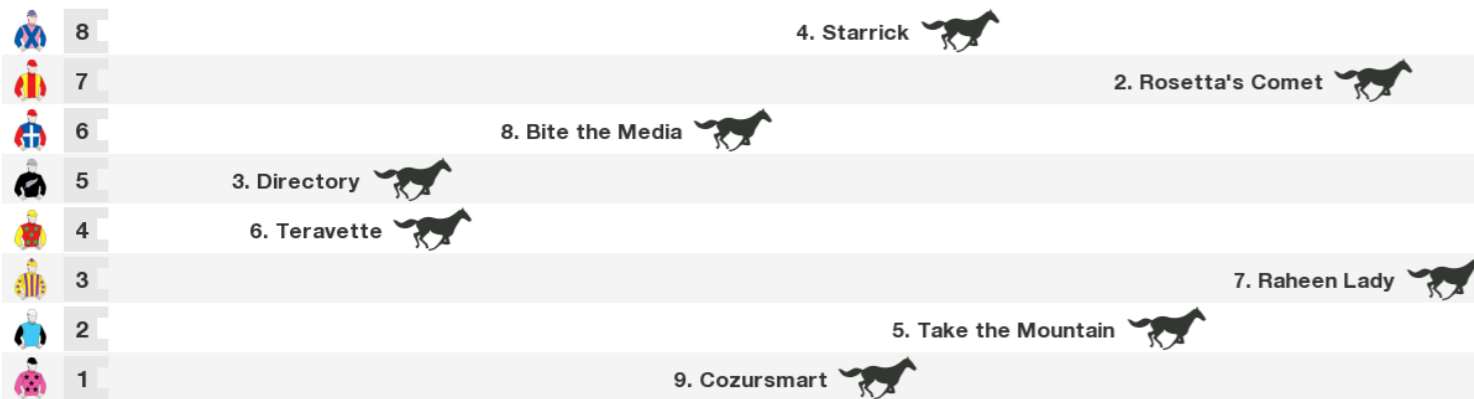 8 4. Starrick
7 2. Rosetta's Comet
6 8. Bite the Media
5 3. Directory
4 6. Teravette
3 7. Raheen Lady
2 5. Take the Mountain
1 9. Cozursmart